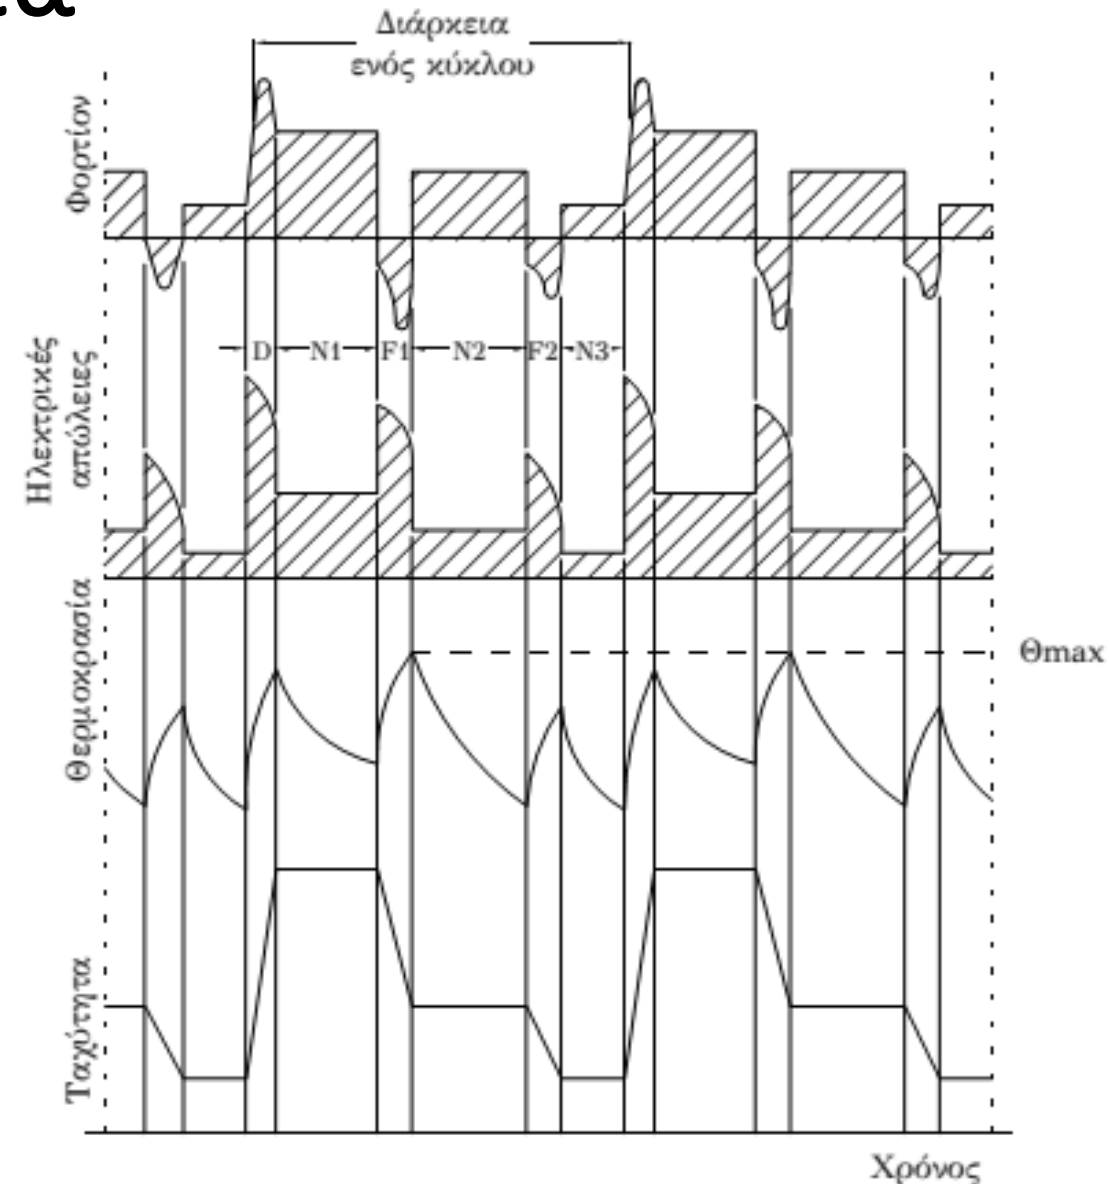 Διάρκεια
ενός κύκλου
Φορτίον
D N1 F1 N2 F2 N3
Ηλεκτρικές
απώλειες
Θερμοκρασία
Θmax
Ταχύτητα
Χρόνος